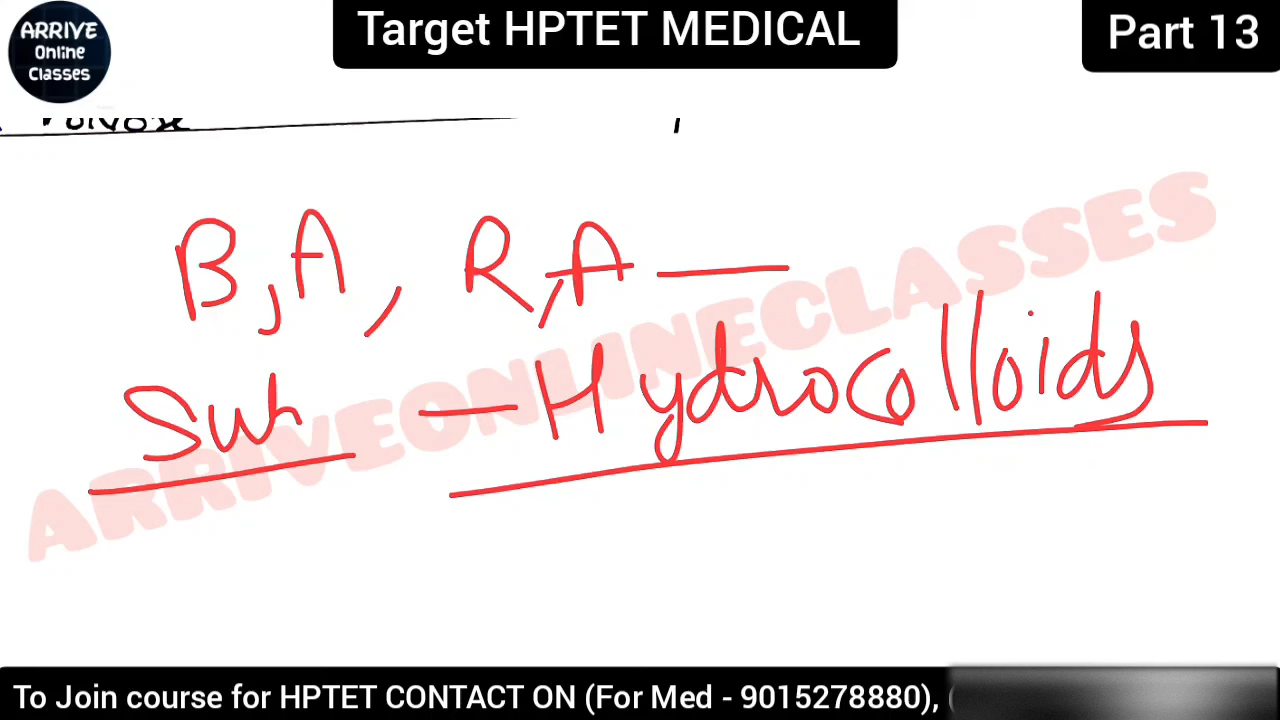 ARRIVE
Online
Classes
Target HPTET MEDICAL
Part 13
B,A, R,A —
Sub — Hydrocolloids
ARRIVEONLINECLASSES
To Join course for HPTET CONTACT ON (For Med - 9015278880), (